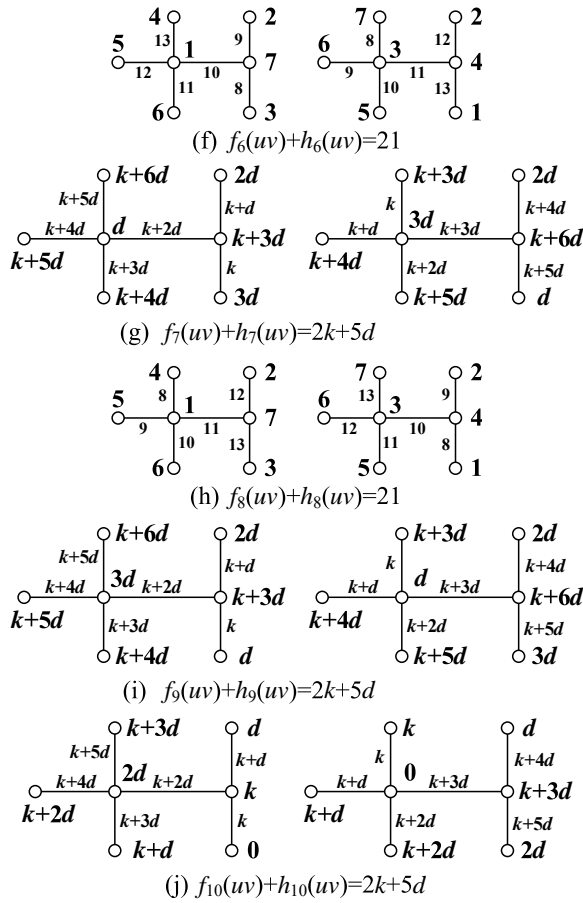 4 2 7 2
13 9 8 12
5 1 7 6 3 4
12 10 9 11
11 8 10 13
6 3 5 1
(f) f6(uv)+h6(uv)=21
k+6d 2d k+3d 2d
k+5d k+d k k+4d
k+4d d k+2d k+3d k+d 3d k+3d k+6d
k+5d k+3d k k+4d k+2d k+5d
k+4d 3d k+5d d
(g) f7(uv)+h7(uv)=2k+5d
4 2 7 2
8 12 13 9
5 1 7 6 3 4
9 11 12 10
10 13 11 8
6 3 5 1
(h) f8(uv)+h8(uv)=21
k+6d 2d k+3d 2d
k+5d k+d k k+4d
k+4d 3d k+2d k+3d k+d d k+3d k+6d
k+5d k+3d k k+4d k+2d k+5d
k+4d d k+5d 3d
(i) f9(uv)+h9(uv)=2k+5d
k+3d d k d
k+5d k+d k k+4d
k+4d 2d k+2d k k+d 0 k+3d k+3d
k+2d k+3d k k+d k+2d k+5d
k+d 0 k+2d 2d
(j) f10(uv)+h10(uv)=2k+5d